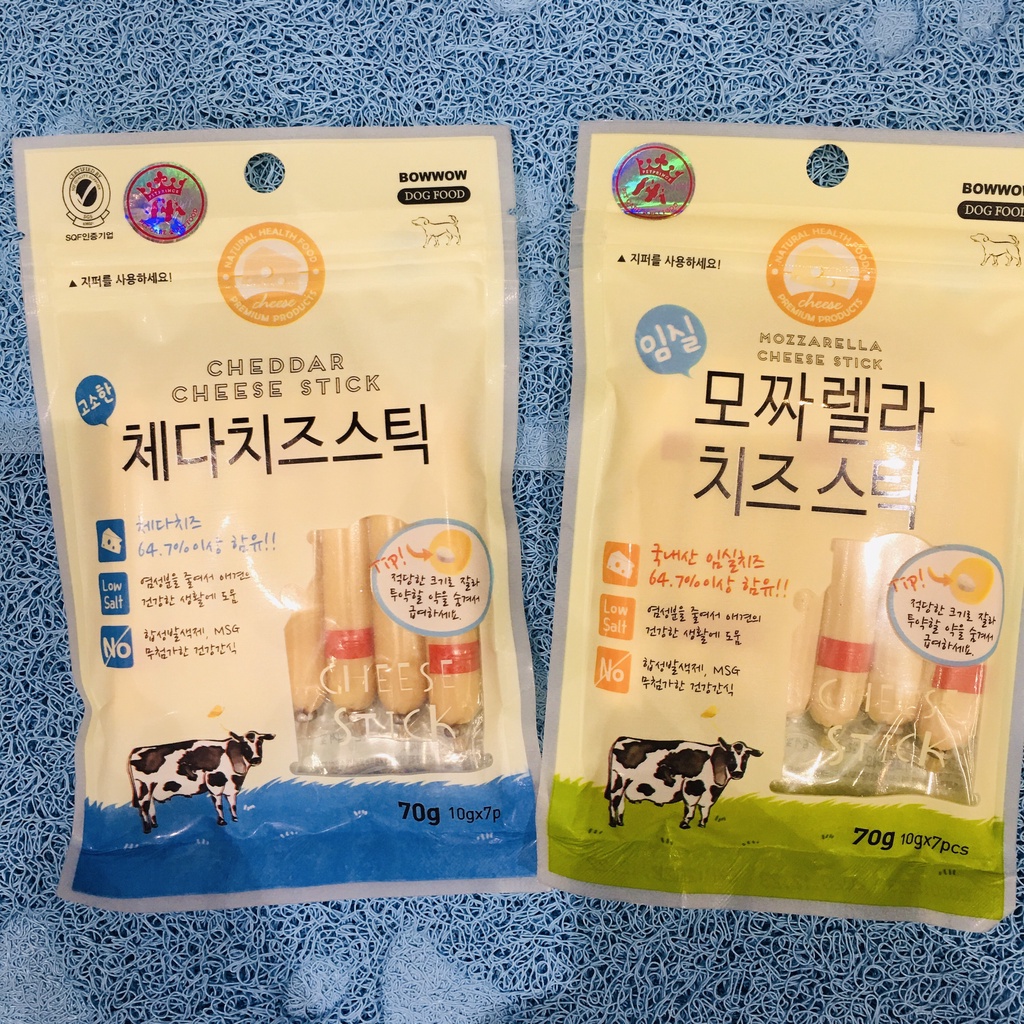 CERTIFIED BY
SQF인증기업
PETPRINCE
BOWWOW
DOG FOOD
▲ 지퍼를 사용하세요!
NATURAL HEALTH FOOD
cheese
PREMIUM PRODUCTS
CHEDDAR
CHEESE STICK
고소한
체다치즈스틱
체다치즈
64.7%이상 함유!!
Low
Salt
염성분을 줄여서 애견의
건강한 생활에 도움
No
합성발색제, MSG
무첨가한 건강간식
Tip!
적당한 크기로 잘라
투약할 약을 숨겨서
급여하세요.
CHEESE
STICK
70g 10gx7p
PETPRINCE
BOWWOW
DOG FOOD
▲ 지퍼를 사용하세요!
NATURAL HEALTH FOOD
cheese
PREMIUM PRODUCTS
임실
MOZZARELLA
CHEESE STICK
모짜렐라
치즈스틱
국내산 임실치즈
64.7%이상 함유!!
Low
Salt
염성분을 줄여서 애견의
건강한 생활에 도움
No
합성발색제, MSG
무첨가한 건강간식
Tip!
적당한 크기로 잘라
투약할 약을 숨겨서
급여하세요.
CHEES
STICK
70g 10gx7pcs